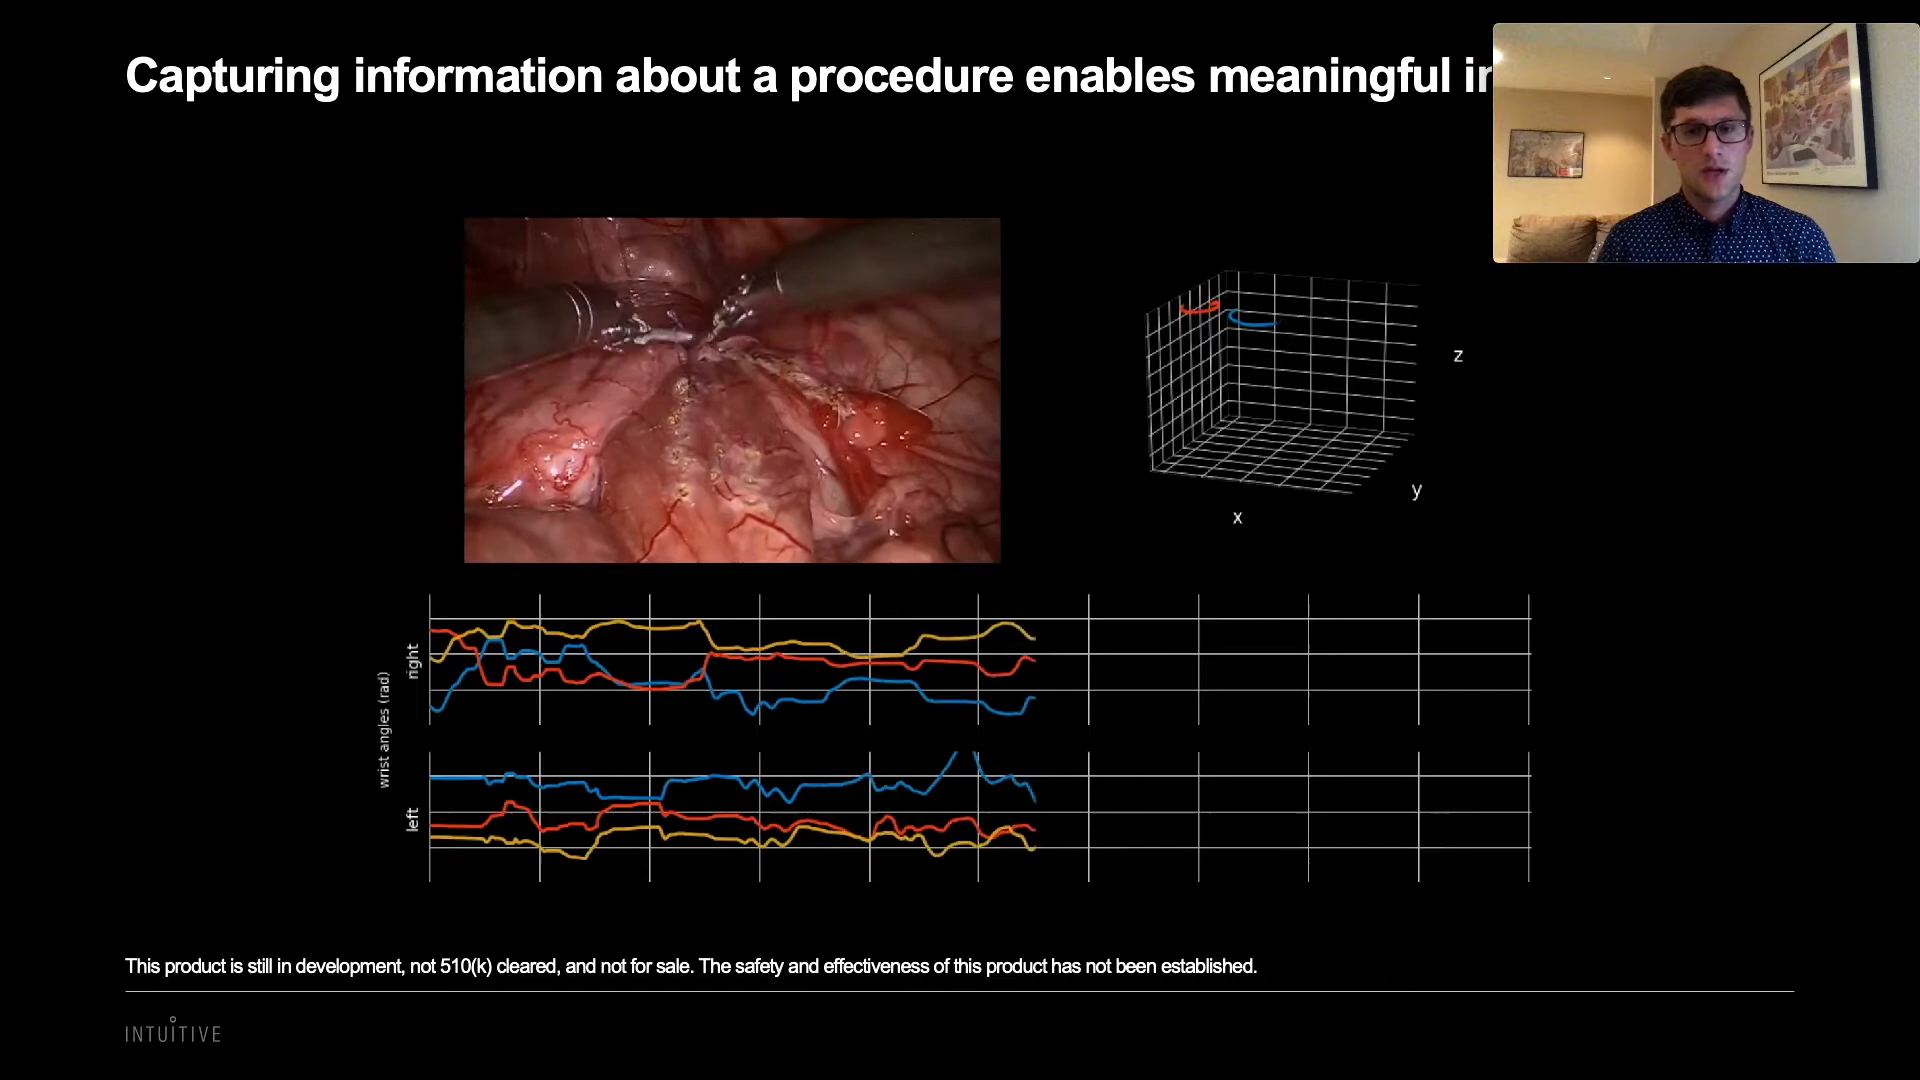 Capturing information about a procedure enables meaningful
z
y
x
right
wrist angles (rad)
left
This product is still in development, not 510(k) cleared, and not for sale. The safety and effectiveness of this product has not been established.
INTUITIVE